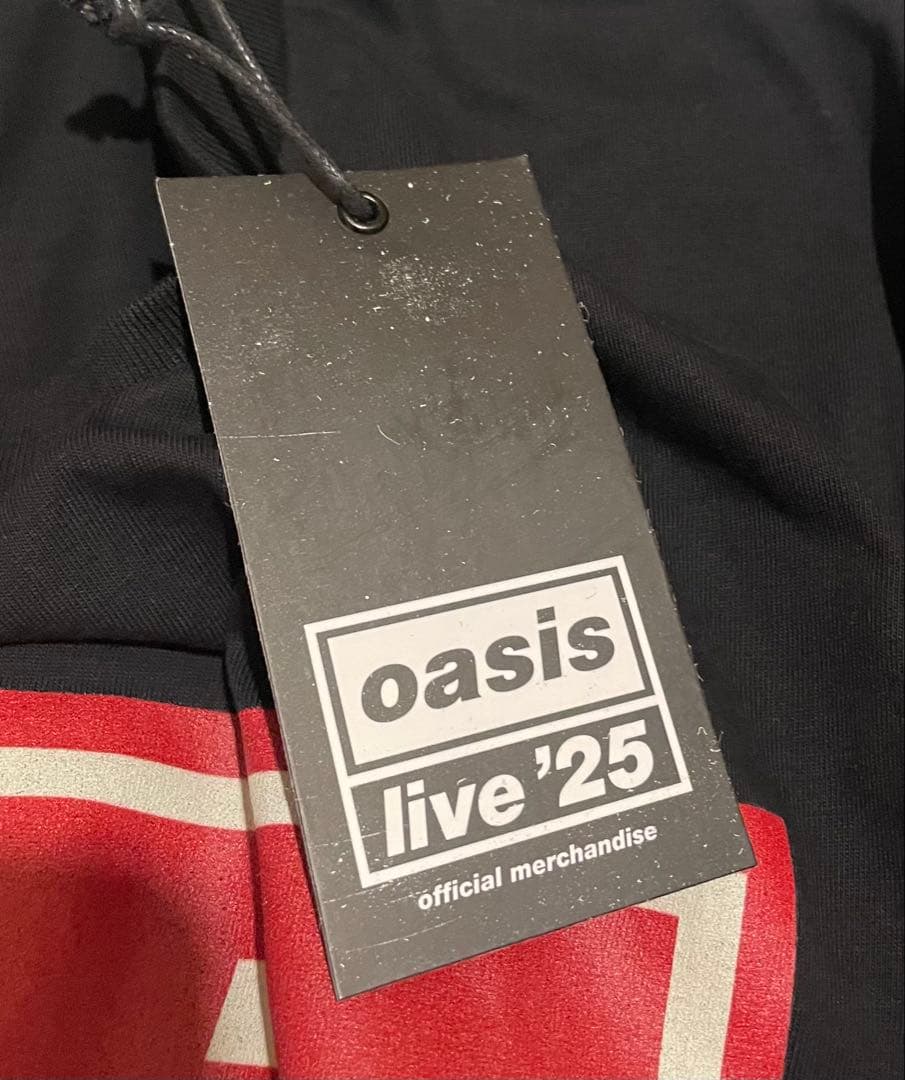 oasis
live '25
official merchandise